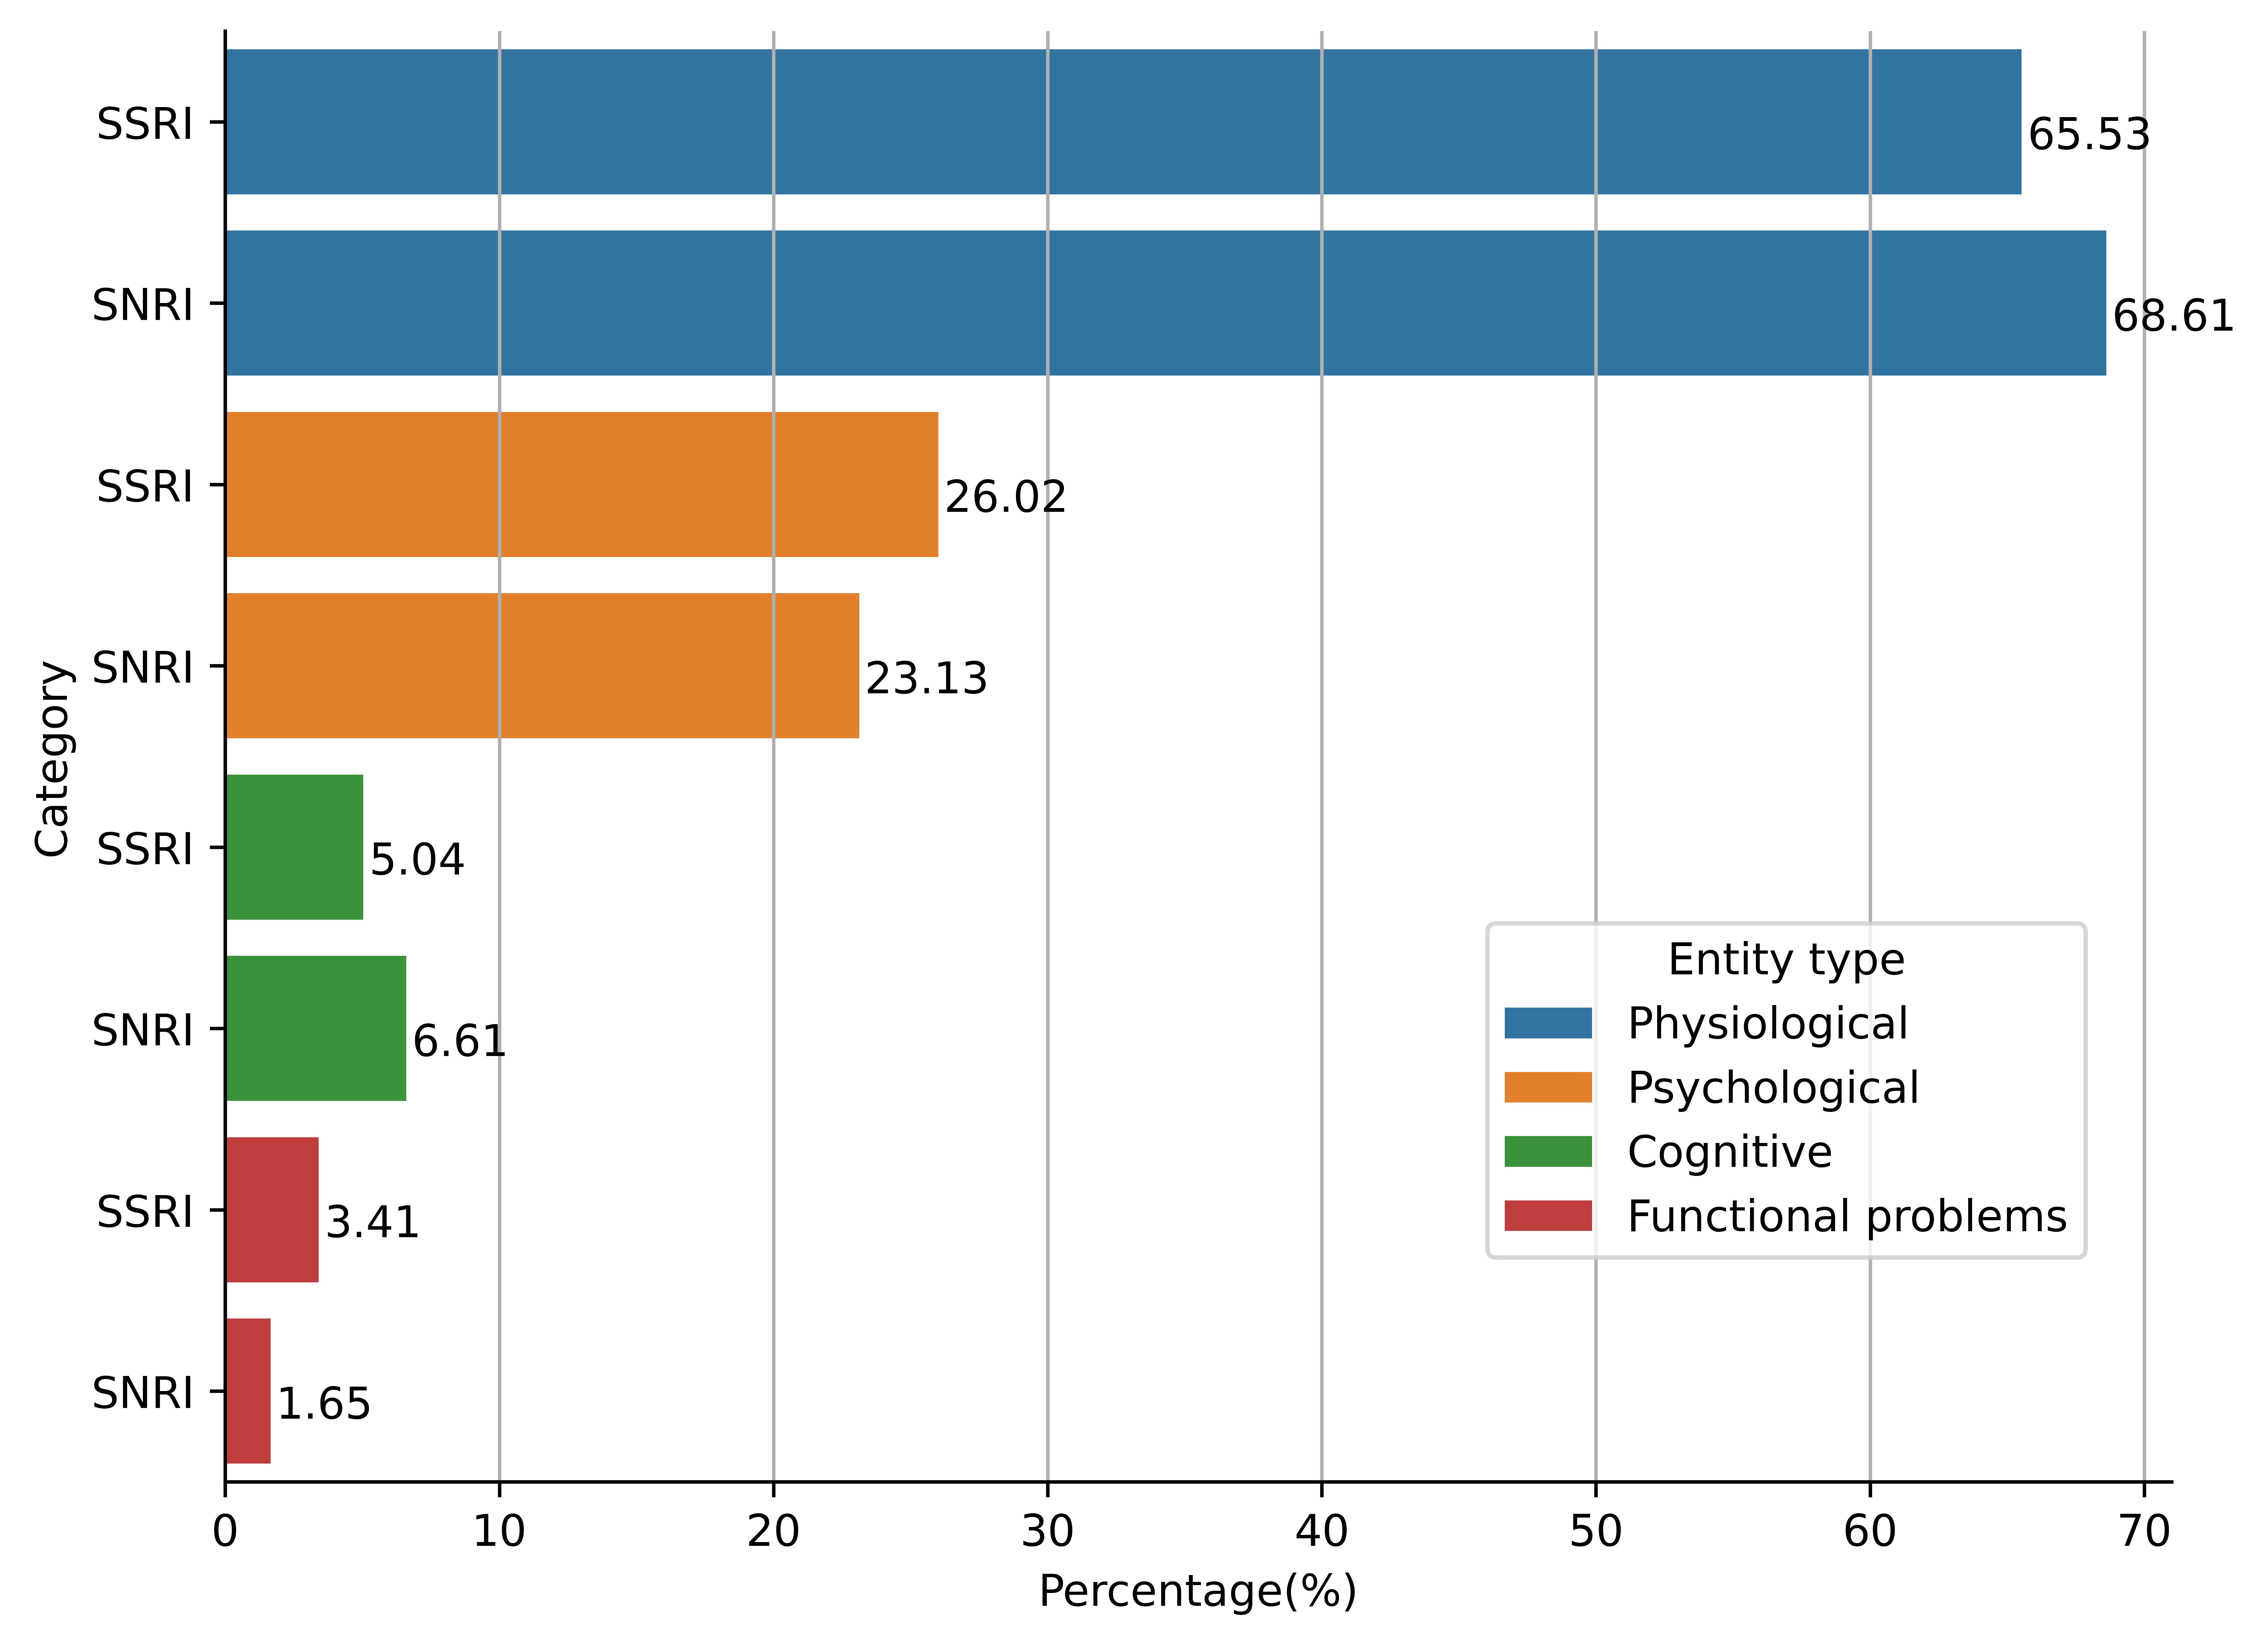 SSRI
65.53
SNRI
68.61
SSRI
26.02
SNRI
23.13
Category
SSRI
5.04
SNRI
6.61
SSRI
3.41
SNRI
1.65
Entity type
Physiological
Psychological
Cognitive
Functional problems
0 10 20 30 40 50 60 70
Percentage(%)